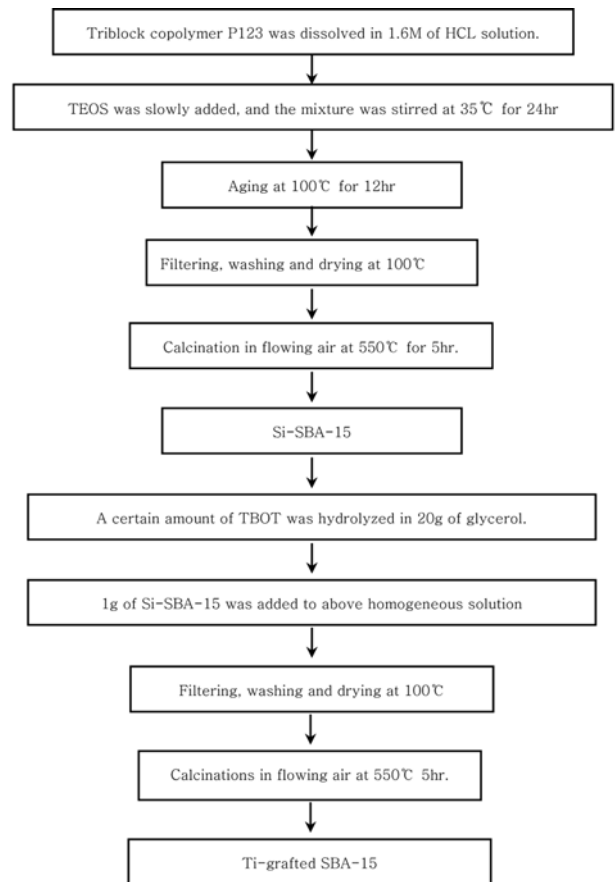 Triblock copolymer P123 was dissolved in 1.6M of HCL solution.
TEOS was slowly added, and the mixture was stirred at 35℃ for 24hr
Aging at 100℃ for 12hr
Filtering, washing and drying at 100℃
Calcination in flowing air at 550℃ for 5hr.
Si-SBA-15
A certain amount of TBOT was hydrolyzed in 20g of glycerol.
1g of Si-SBA-15 was added to above homogeneous solution
Filtering, washing and drying at 100℃
Calcinations in flowing air at 550℃ 5hr.
Ti-grafted SBA-15